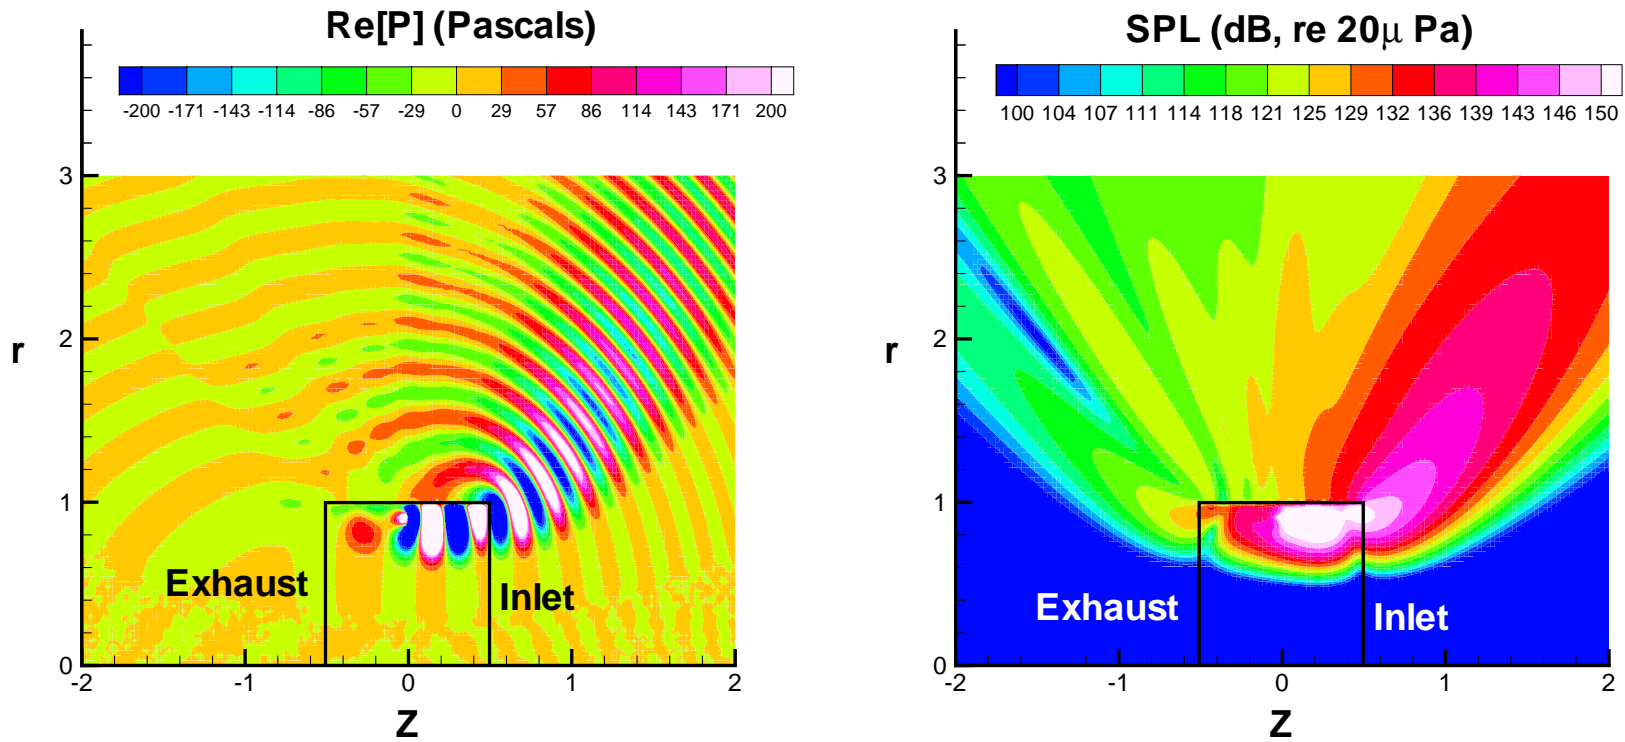 Re[P] (Pascals)
-200 -171 -143 -114 -86 -57 -29 0 29 57 86 114 143 171 200
3
2
r
1
Exhaust
Inlet
0
-2 -1 0 1 2
Z
SPL (dB, re 20μ Pa)
100 104 107 111 114 118 121 125 129 132 136 139 143 146 150
3
2
r
1
Exhaust
Inlet
0
-2 -1 0 1 2
Z